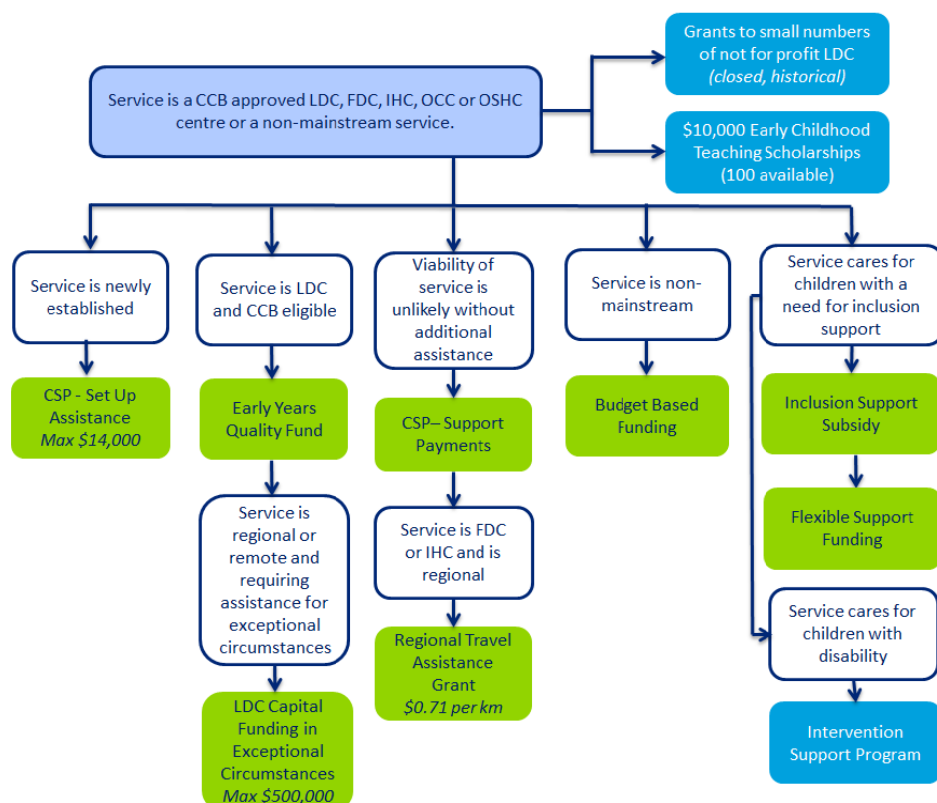 Grants to small numbers
of not for profit LDC
(closed, historical)
Service is a CCB approved LDC, FDC, IHC, OCC or OSHC
centre or a non-mainstream service.
$10,000 Early Childhood
Teaching Scholarships
(100 available)
Service is newly
established
CSP - Set Up
Assistance
Max $14,000
Service is LDC
and CCB eligible
Early Years
Quality Fund
Service is
regional or
remote and
requiring
assistance for
exceptional
circumstances
LDC Capital
Funding in
Exceptional
Circumstances
Max $500,000
Viability of
service is
unlikely without
additional
assistance
CSP– Support
Payments
Service is FDC
or IHC and is
regional
Regional Travel
Assistance
Grant
$0.71 per km
Service is non-
mainstream
Budget Based
Funding
Service cares for
children with a
need for inclusion
support
Inclusion Support
Subsidy
Flexible Support
Funding
Service cares for
children with
disability
Intervention
Support Program